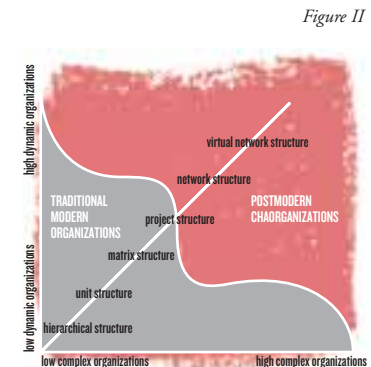 Figure II
high dynamic organizations
low dynamic organizations
virtual network structure
network structure
TRADITIONAL
MODERN
ORGANIZATIONS
POSTMODERN
CHAORGANIZATIONS
project structure
matrix structure
unit structure
hierarchical structure
low complex organizations
high complex organizations